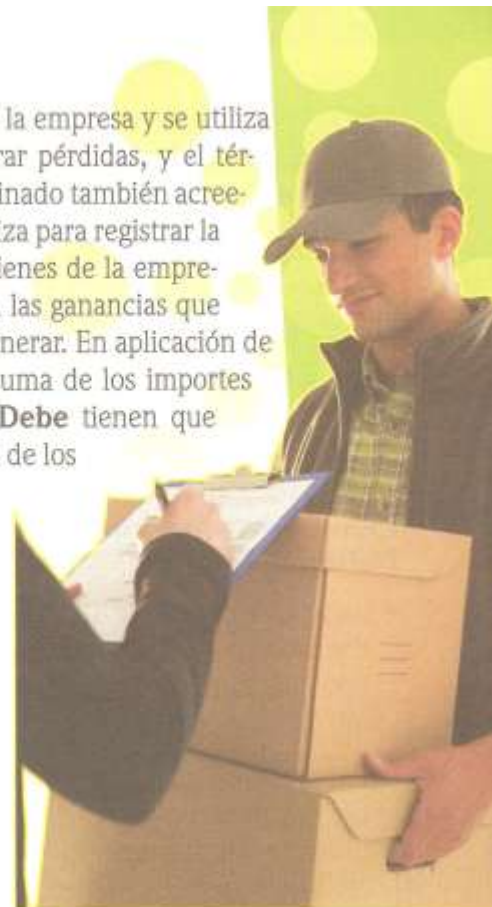 la empresa y se utiliza
rar pérdidas, y el tér-
inado también acree-
iza para registrar la
ienes de la empre-
las ganancias que
nerar. En aplicación de
uma de los importes
Debe tienen que
de los